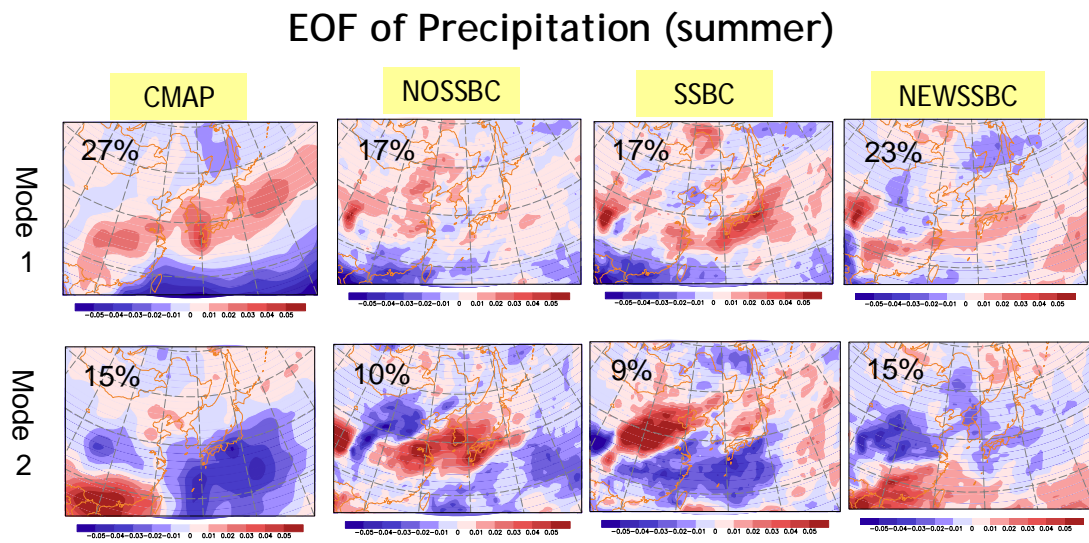 EOF of Precipitation (summer)
CMAP NOSSBC SSBC NEWSSBC
Mode 1
27% 17% 17% 23%
-0.05-0.04-0.03-0.02-0.01 0 0.01 0.02 0.03 0.04 0.05
-0.05-0.04-0.03-0.02-0.01 0 0.01 0.02 0.03 0.04 0.05
-0.05-0.04-0.03-0.02-0.01 0 0.01 0.02 0.03 0.04 0.05
-0.05-0.04-0.03-0.02-0.01 0 0.01 0.02 0.03 0.04 0.05
Mode 2
15% 10% 9% 15%
-0.05-0.04-0.03-0.02-0.01 0 0.01 0.02 0.03 0.04 0.05
-0.05-0.04-0.03-0.02-0.01 0 0.01 0.02 0.03 0.04 0.05
-0.05-0.04-0.03-0.02-0.01 0 0.01 0.02 0.03 0.04 0.05
-0.05-0.04-0.03-0.02-0.01 0 0.01 0.02 0.03 0.04 0.05